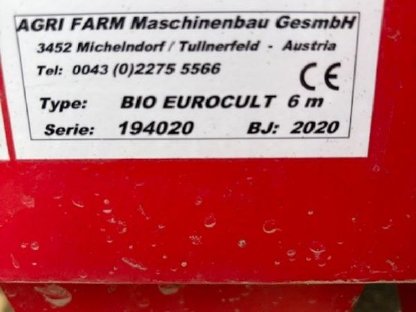 AGRI FARM Maschinenbau GesmbH
3452 Michelndorf / Tullnerfeld - Austria
Tel: 0043 (0)2275 5566
CE
Type: BIO EUROCULT 6 m
Serie: 194020 BJ: 2020